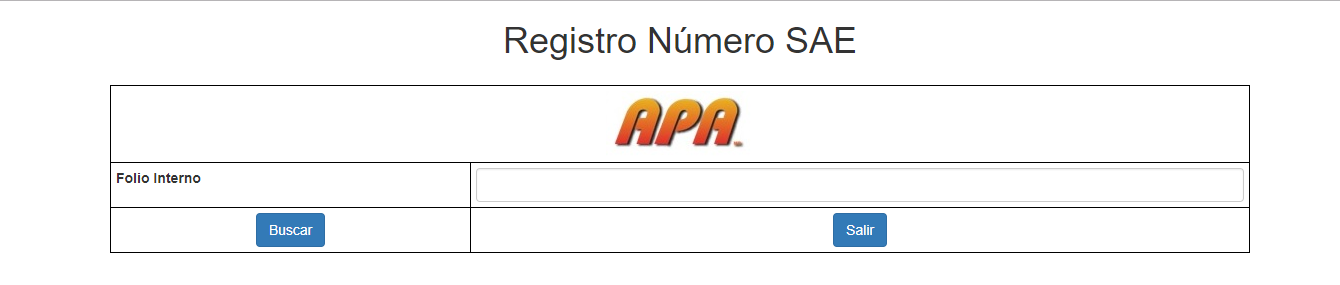 Registro Número SAE
APA
Folio Interno
Buscar Salir